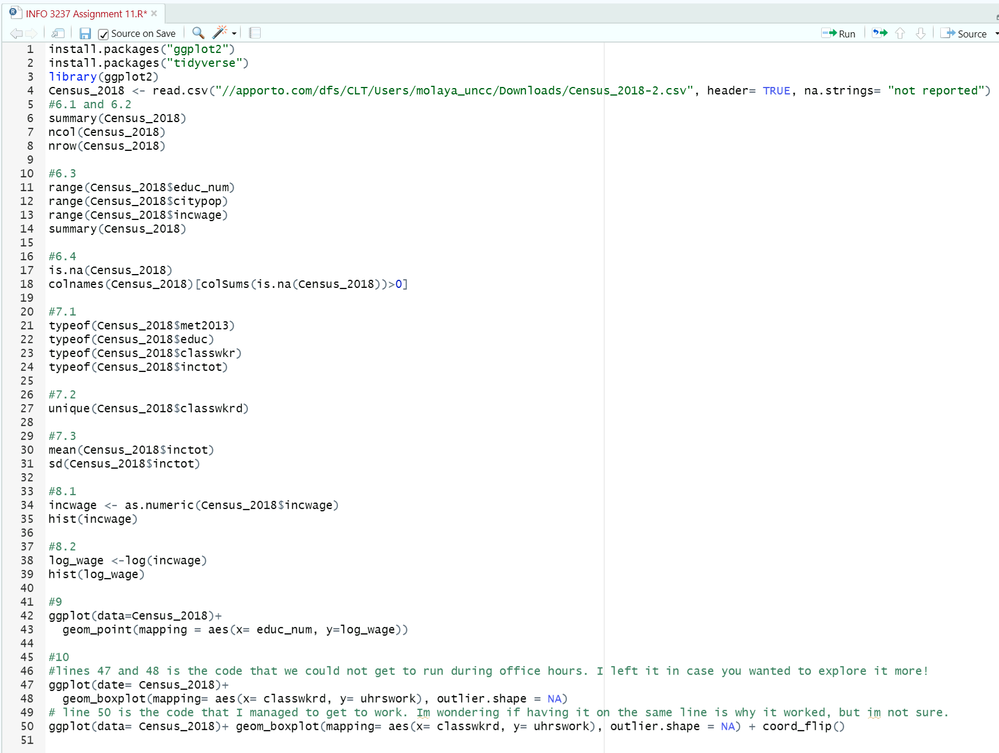 INFO 3237 Assignment 11.R*
Source on Save
Run
Source
1 install.packages("ggplot2")
2 install.packages("tidyverse")
3 library(ggplot2)
4 Census_2018 <- read.csv("//apporto.com/dfs/CLT/Users/molaya_uncc/Downloads/Census_2018-2.csv", header= TRUE, na.strings= "not reported")
5 #6.1 and 6.2
6 summary(Census_2018)
7 ncol(Census_2018)
8 nrow(Census_2018)
9
10 #6.3
11 range(Census_2018$educ_num)
12 range(Census_2018$citypop)
13 range(Census_2018$incwage)
14 summary(Census_2018)
15
16 #6.4
17 is.na(Census_2018)
18 colnames(Census_2018)[colSums(is.na(Census_2018))>0]
19
20 #7.1
21 typeof(Census_2018$met2013)
22 typeof(Census_2018$educ)
23 typeof(Census_2018$classwkr)
24 typeof(Census_2018$inctot)
25
26 #7.2
27 unique(Census_2018$classwkrd)
28
29 #7.3
30 mean(Census_2018$inctot)
31 sd(Census_2018$inctot)
32
33 #8.1
34 incwage <- as.numeric(Census_2018$incwage)
35 hist(incwage)
36
37 #8.2
38 log_wage <-log(incwage)
39 hist(log_wage)
40
41 #9
42 ggplot(data=Census_2018)+
43   geom_point(mapping = aes(x= educ_num, y=log_wage))
44
45 #10
46 #lines 47 and 48 is the code that we could not get to run during office hours. I left it in case you wanted to explore it more!
47 ggplot(date= Census_2018)+
48   geom_boxplot(mapping= aes(x= classwkrd, y= uhrswork), outlier.shape = NA)
49 # line 50 is the code that I managed to get to work. Im wondering if having it on the same line is why it worked, but im not sure.
50 ggplot(data= Census_2018)+ geom_boxplot(mapping= aes(x= classwkrd, y= uhrswork), outlier.shape = NA) + coord_flip()
51